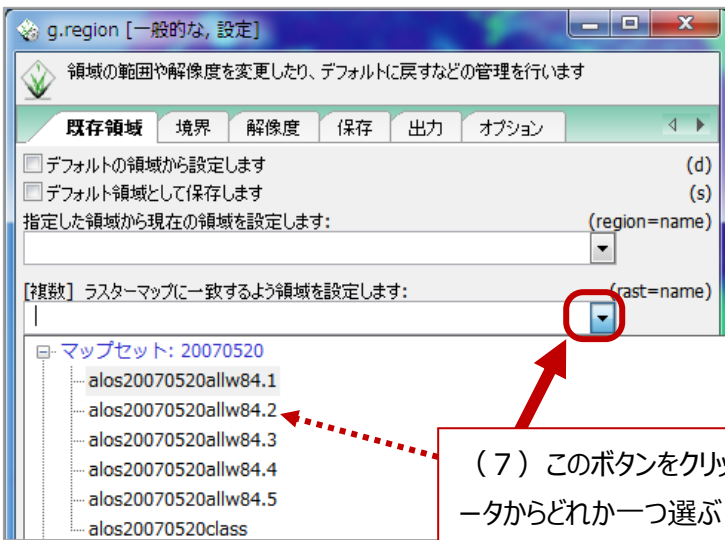 g.region [一般的な, 設定]
領域の範囲や解像度を変更したり、デフォルトに戻すなどの管理を行います
既存領域 境界 解像度 保存 出力 オプション
デフォルトの領域から設定します (d)
デフォルト領域として保存します (s)
指定した領域から現在の領域を設定します: (region=name)
[複数] ラスターマップに一致するよう領域を設定します: (rast=name)
マップセット: 20070520
alos20070520allw84.1
alos20070520allw84.2
alos20070520allw84.3
alos20070520allw84.4
alos20070520allw84.5
alos20070520class
（７）このボタンをクリッ
ータからどれか一つ選ぶ